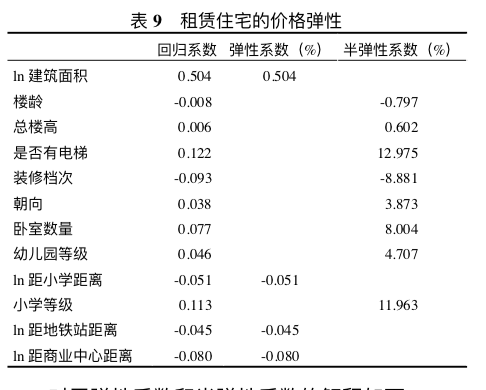 表 9 租赁住宅的价格弹性
回归系数 弹性系数（%） 半弹性系数（%）
ln 建筑面积 0.504 0.504
楼龄 -0.008 -0.797
总楼高 0.006 0.602
是否有电梯 0.122 12.975
装修档次 -0.093 -8.881
朝向 0.038 3.873
卧室数量 0.077 8.004
幼儿园等级 0.046 4.707
ln 距小学距离 -0.051 -0.051
小学等级 0.113 11.963
ln 距地铁站距离 -0.045 -0.045
ln 距商业中心距离 -0.080 -0.080